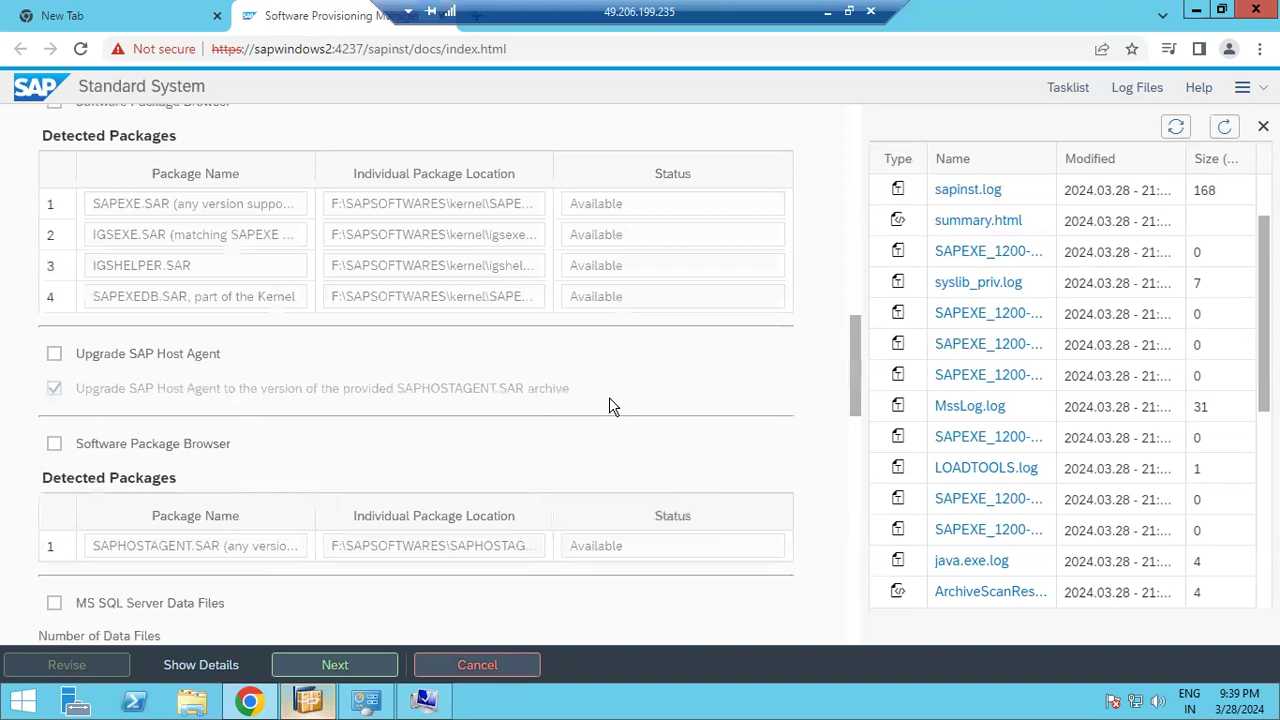 New Tab
Software Provisioning Mana
49.206.199.235
Not secure
https://sapwindows2:4237/sapinst/docs/index.html
SAP
Standard System
Tasklist
Log Files
Help
Software Package Browser
Detected Packages
Package Name
Individual Package Location
Status
1 SAPEXE.SAR (any version suppo... F:\SAPSOFTWARES\kernel\SAPE... Available
2 IGSEXE.SAR (matching SAPEXE ... F:\SAPSOFTWARES\kernel\igsexe... Available
3 IGSHELPER.SAR F:\SAPSOFTWARES\kernel\igshel... Available
4 SAPEXEDB.SAR, part of the Kernel F:\SAPSOFTWARES\kernel\SAPE... Available
Upgrade SAP Host Agent
Upgrade SAP Host Agent to the version of the provided SAPHOSTAGENT.SAR archive
Software Package Browser
Detected Packages
Package Name
Individual Package Location
Status
1 SAPHOSTAGENT.SAR (any versio... F:\SAPSOFTWARES\SAPHOSTAG... Available
MS SQL Server Data Files
Number of Data Files
Type Name Modified Size (...
sapinst.log 2024.03.28 - 21:... 168
summary.html 2024.03.28 - 21:...
SAPEXE_1200-... 2024.03.28 - 21:... 0
syslib_priv.log 2024.03.28 - 21:... 7
SAPEXE_1200-... 2024.03.28 - 21:... 0
SAPEXE_1200-... 2024.03.28 - 21:... 0
SAPEXE_1200-... 2024.03.28 - 21:... 0
MssLog.log 2024.03.28 - 21:... 31
SAPEXE_1200-... 2024.03.28 - 21:... 0
LOADTOOLS.log 2024.03.28 - 21:... 1
SAPEXE_1200-... 2024.03.28 - 21:... 0
SAPEXE_1200-... 2024.03.28 - 21:... 0
java.exe.log 2024.03.28 - 21:... 4
ArchiveScanRes... 2024.03.28 - 21:... 4
Revise
Show Details
Next
Cancel
ENG
IN
9:39 PM
3/28/2024